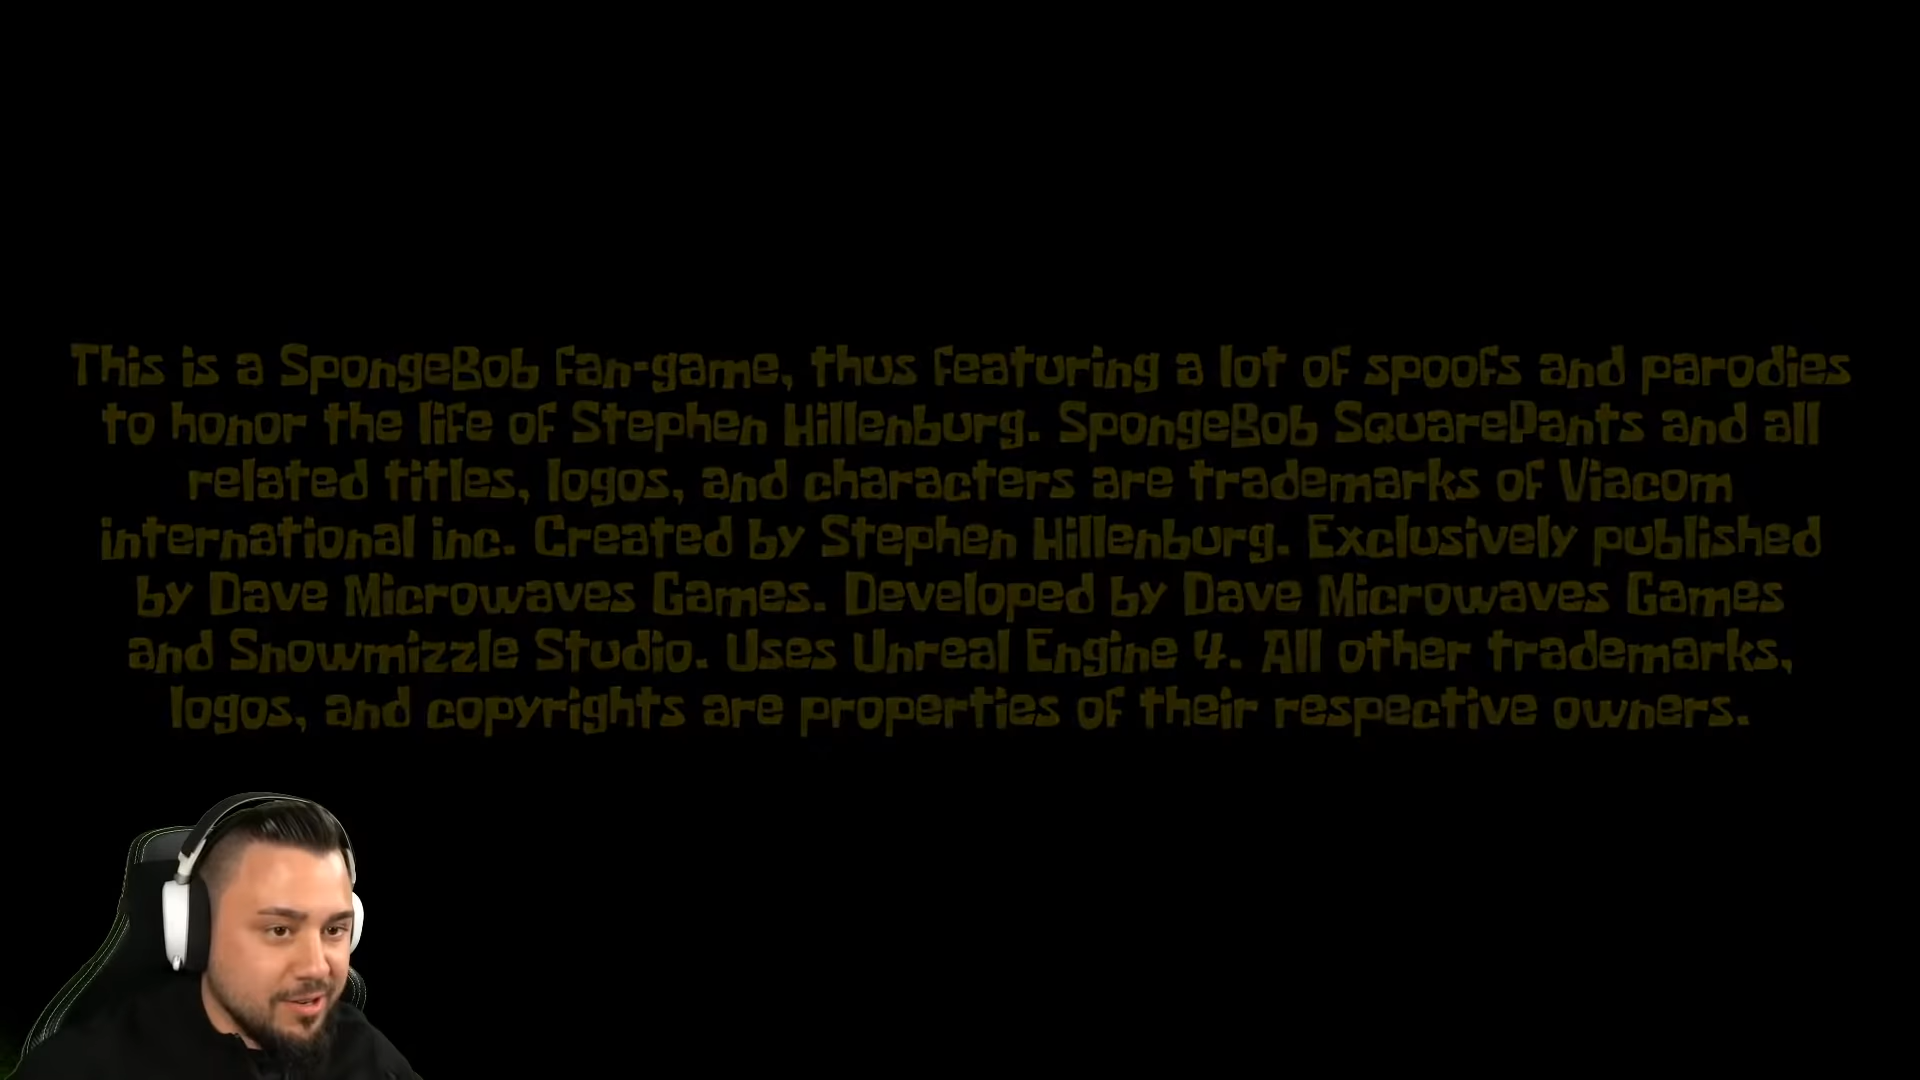 This is a SpongeBob fan-game, thus featuring a lot of spoofs and parodies
to honor the life of Stephen Hillenburg. SpongeBob SquarePants and all
related titles, logos, and characters are trademarks of Viacom
international inc. Created by Stephen Hillenburg. Exclusively published
by Dave Microwaves Games. Developed by Dave Microwaves Games
and Snowmizzle Studio. Uses Unreal Engine 4. All other trademarks,
logos, and copyrights are properties of their respective owners.